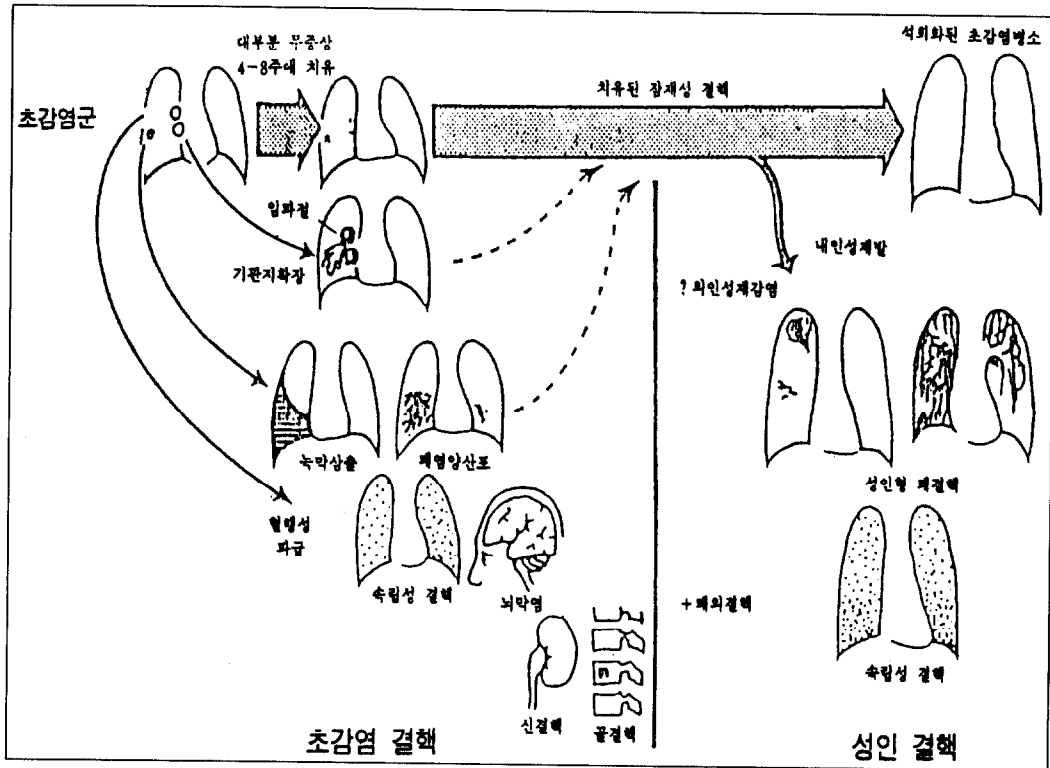 대부분 무증상
4-8주대 치유
석회화된 초감염병소
초감염군
치유된 잠재성 결핵
임파절
기관지확장
내인성재발
?외인성재감염
늑막삼출
폐렴양산포
성인형 폐결핵
혈행성
파급
속립성 결핵
뇌막염
+폐외결핵
속립성 결핵
신결핵
골결핵
초감염 결핵
성인 결핵